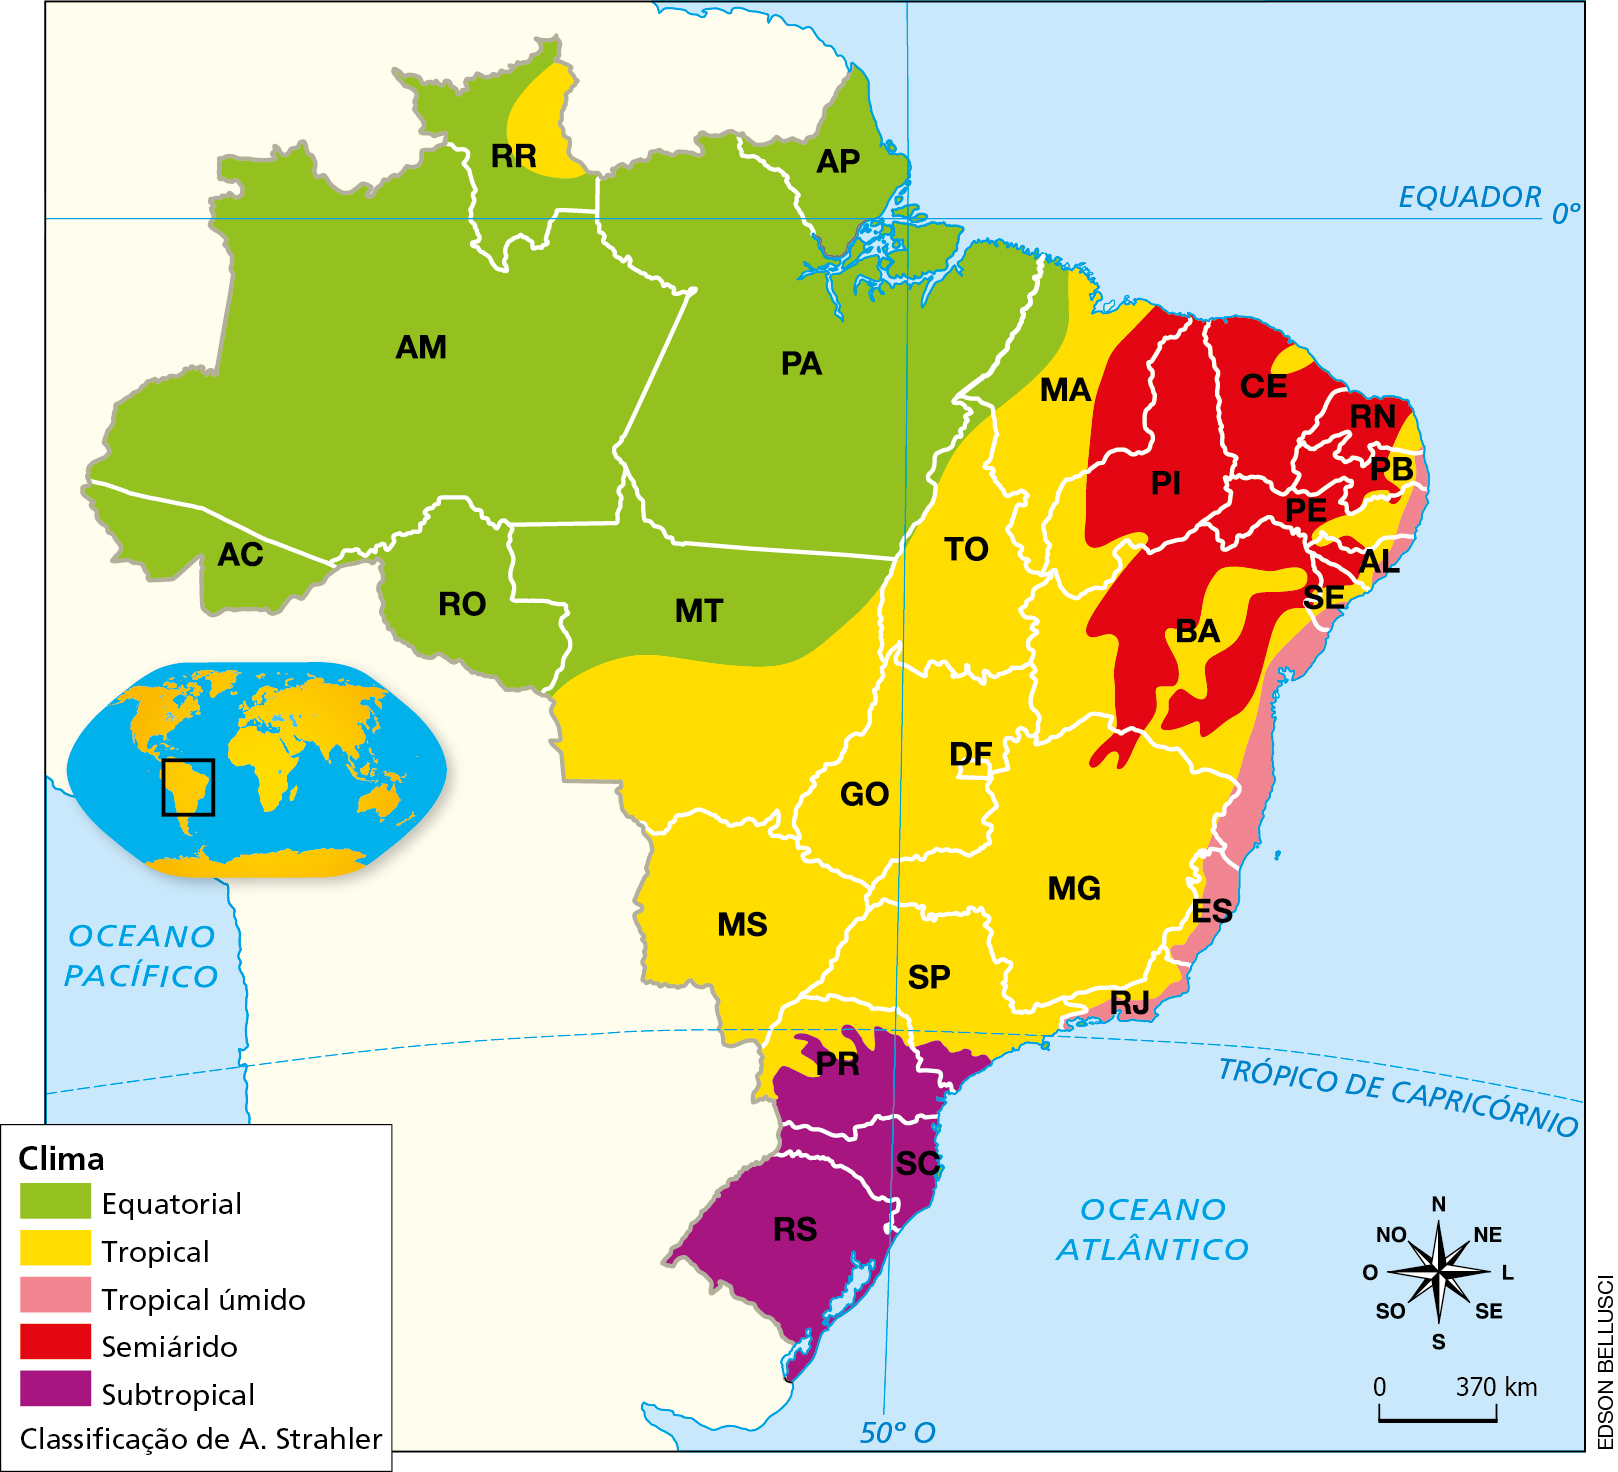 EQUADOR 0º
RR
AP
AM
PA
MA
CE
RN
PB
PI
PE
AL
SE
AC
TO
RO
MT
BA
DF
GO
MG
ES
MS
SP
RJ
PR
SC
RS
OCEANO
PACÍFICO
TRÓPICO DE CAPRICÓRNIO
OCEANO
ATLÂNTICO
50º O
Clima
Equatorial
Tropical
Tropical úmido
Semiárido
Subtropical
Classificação de A. Strahler
N
NO NE
O L
SO SE
S
0 370 km
EDSON BELLUSCI